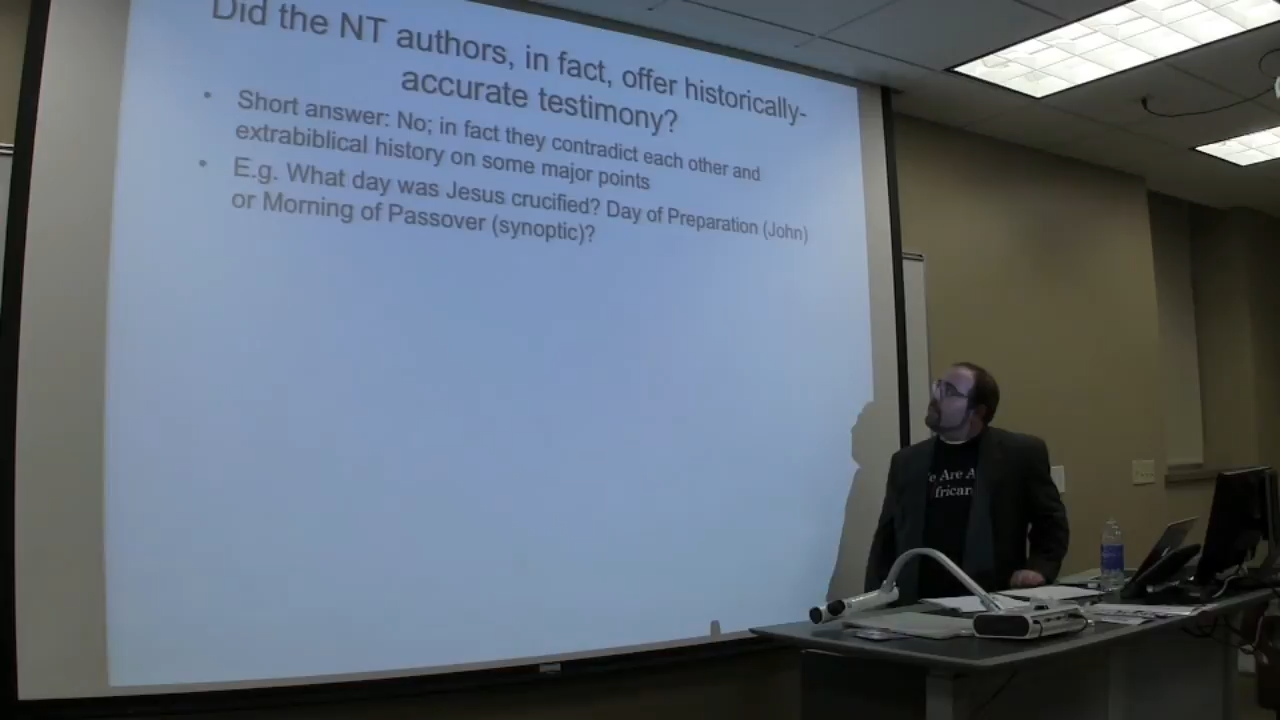 Did the NT authors, in fact, offer historically-
accurate testimony?
• Short answer: No; in fact they contradict each other and
extrabiblical history on some major points
• E.g. What day was Jesus crucified? Day of Preparation (John)
or Morning of Passover (synoptic)?
Are A
frican